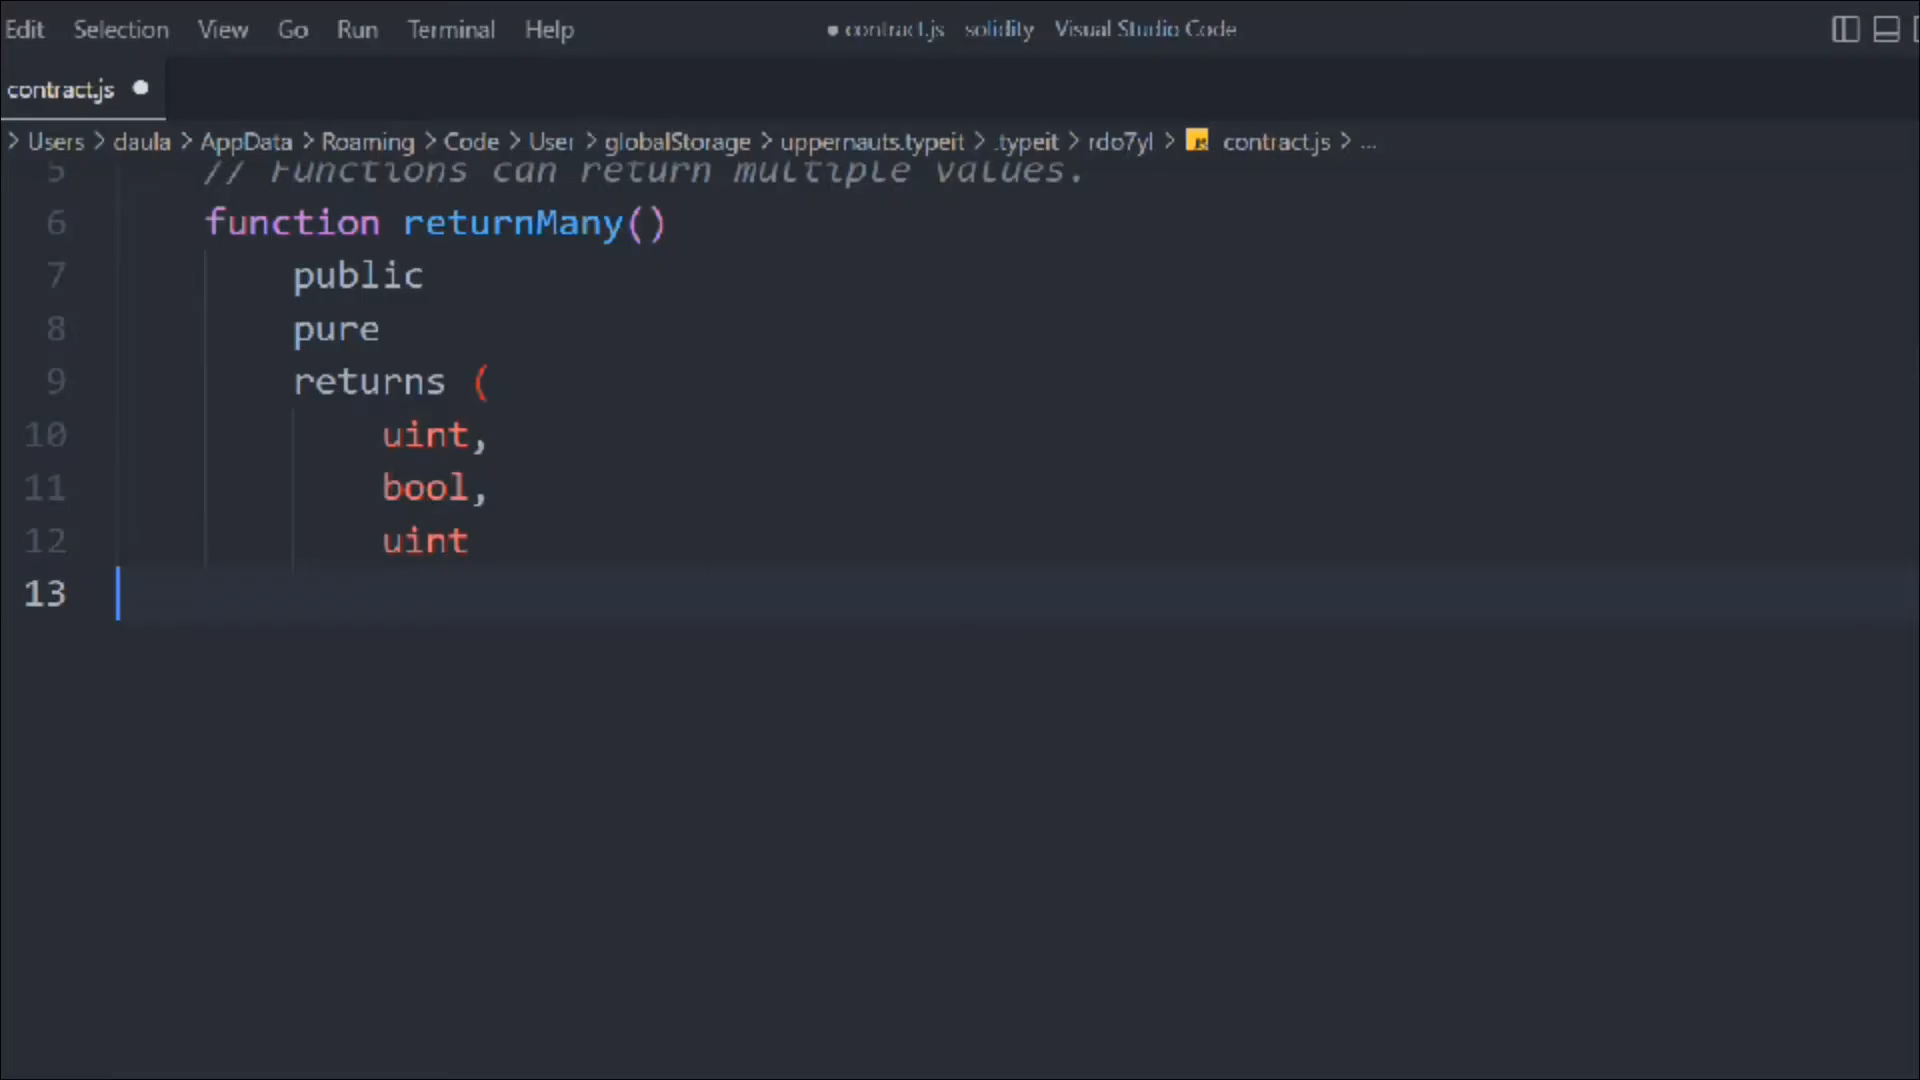 Edit Selection View Go Run Terminal Help ● contract.js solidity Visual Studio Code
contract.js ●
> Users > daula > AppData > Roaming > Code > User > globalStorage > uppernauts.typeit > .typeit > rdo7yl > contract.js > ...
5 // Functions can return multiple values.
6 function returnMany()
7 public
8 pure
9 returns (
10 uint,
11 bool,
12 uint
13